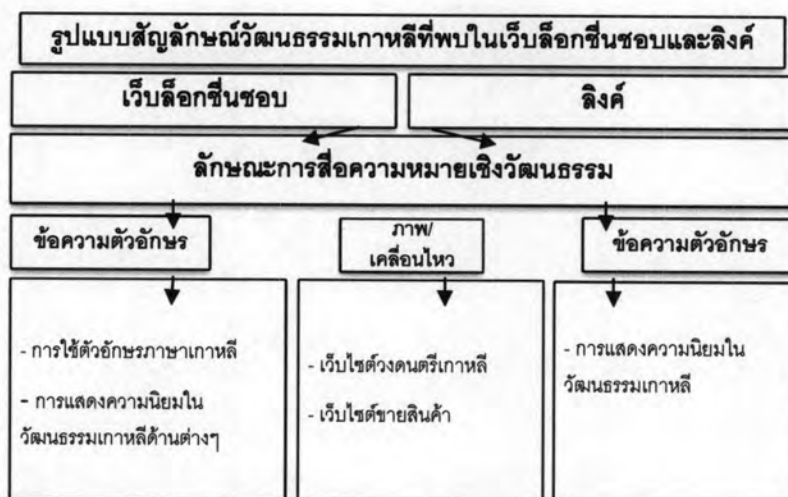 รูปแบบสัญลักษณ์วัฒนธรรมเกาหลีที่พบในเว็บล็อกชื่นชอบและลิงค์
เว็บล็อกชื่นชอบ
ลิงค์
ลักษณะการสื่อความหมายเชิงวัฒนธรรม
ข้อความตัวอักษร
ภาพ/
เคลื่อนไหว
ข้อความตัวอักษร
- การใช้ตัวอักษรภาษาเกาหลี
- การแสดงความนิยมใน
วัฒนธรรมเกาหลีด้านต่างๆ
- เว็บไซต์วงดนตรีเกาหลี
- เว็บไซต์ขายสินค้า
- การแสดงความนิยมใน
วัฒนธรรมเกาหลี